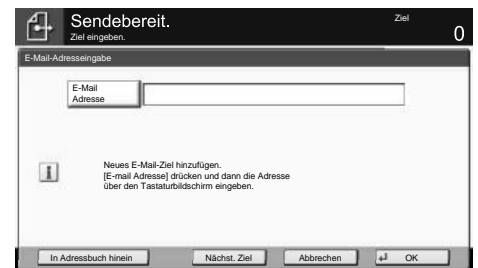 Sendebereit.
Ziel
Ziel eingeben.
0
E-Mail-Adresseingabe
E-Mail
Adresse
Neues E-Mail-Ziel hinzufügen.
[E-mail Adresse] drücken und dann die Adresse
über den Tastaturbildschirm eingeben.
In Adressbuch hinein
Nächst. Ziel
Abbrechen
OK